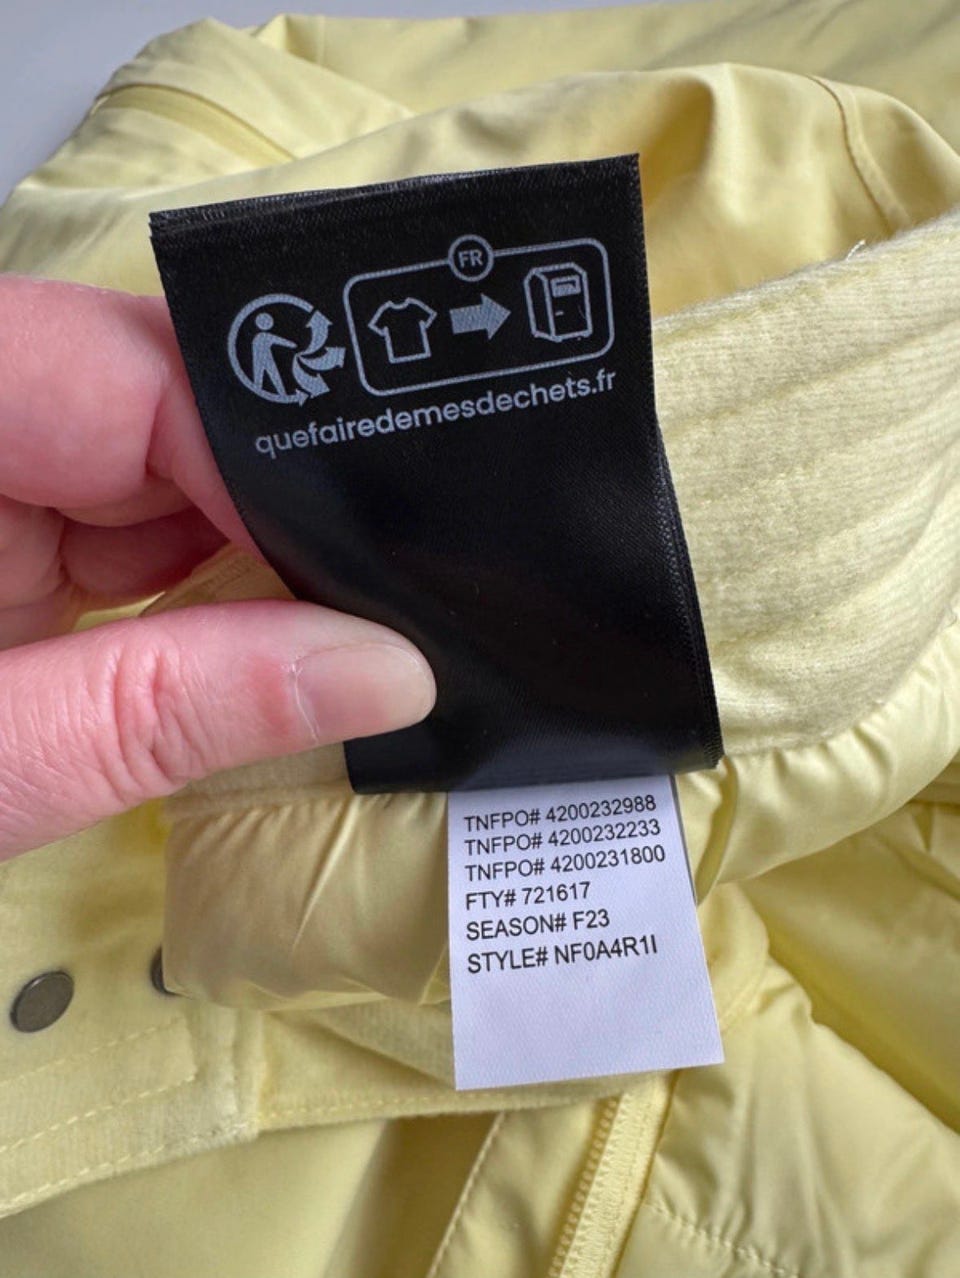 FR
quefairedemesdechets.fr
TNFPO# 4200232988
TNFPO# 4200232233
TNFPO# 4200231800
FTY# 721617
SEASON# F23
STYLE# NF0A4R1I